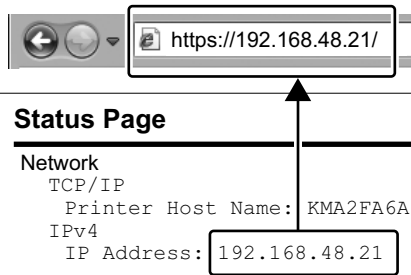 https://192.168.48.21/
Status Page
Network
TCP/IP
Printer Host Name: KMA2FA6A
IPv4
IP Address: 192.168.48.21